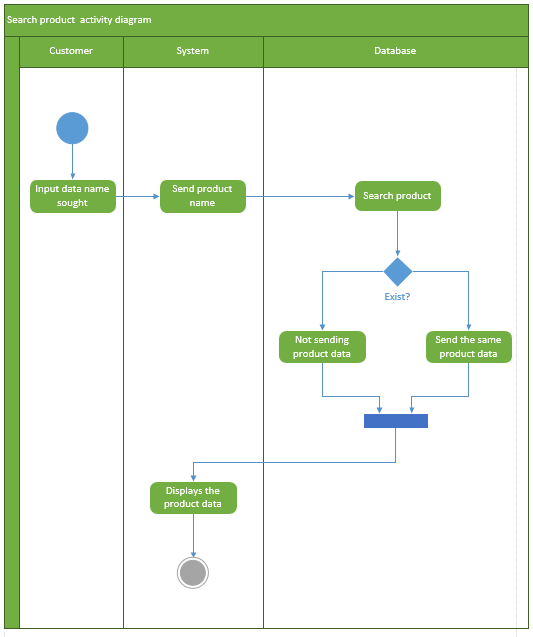 Search product activity diagram
Customer
System
Database
Input data name
sought
Send product
name
Search product
Exist?
Not sending
product data
Send the same
product data
Displays the
product data